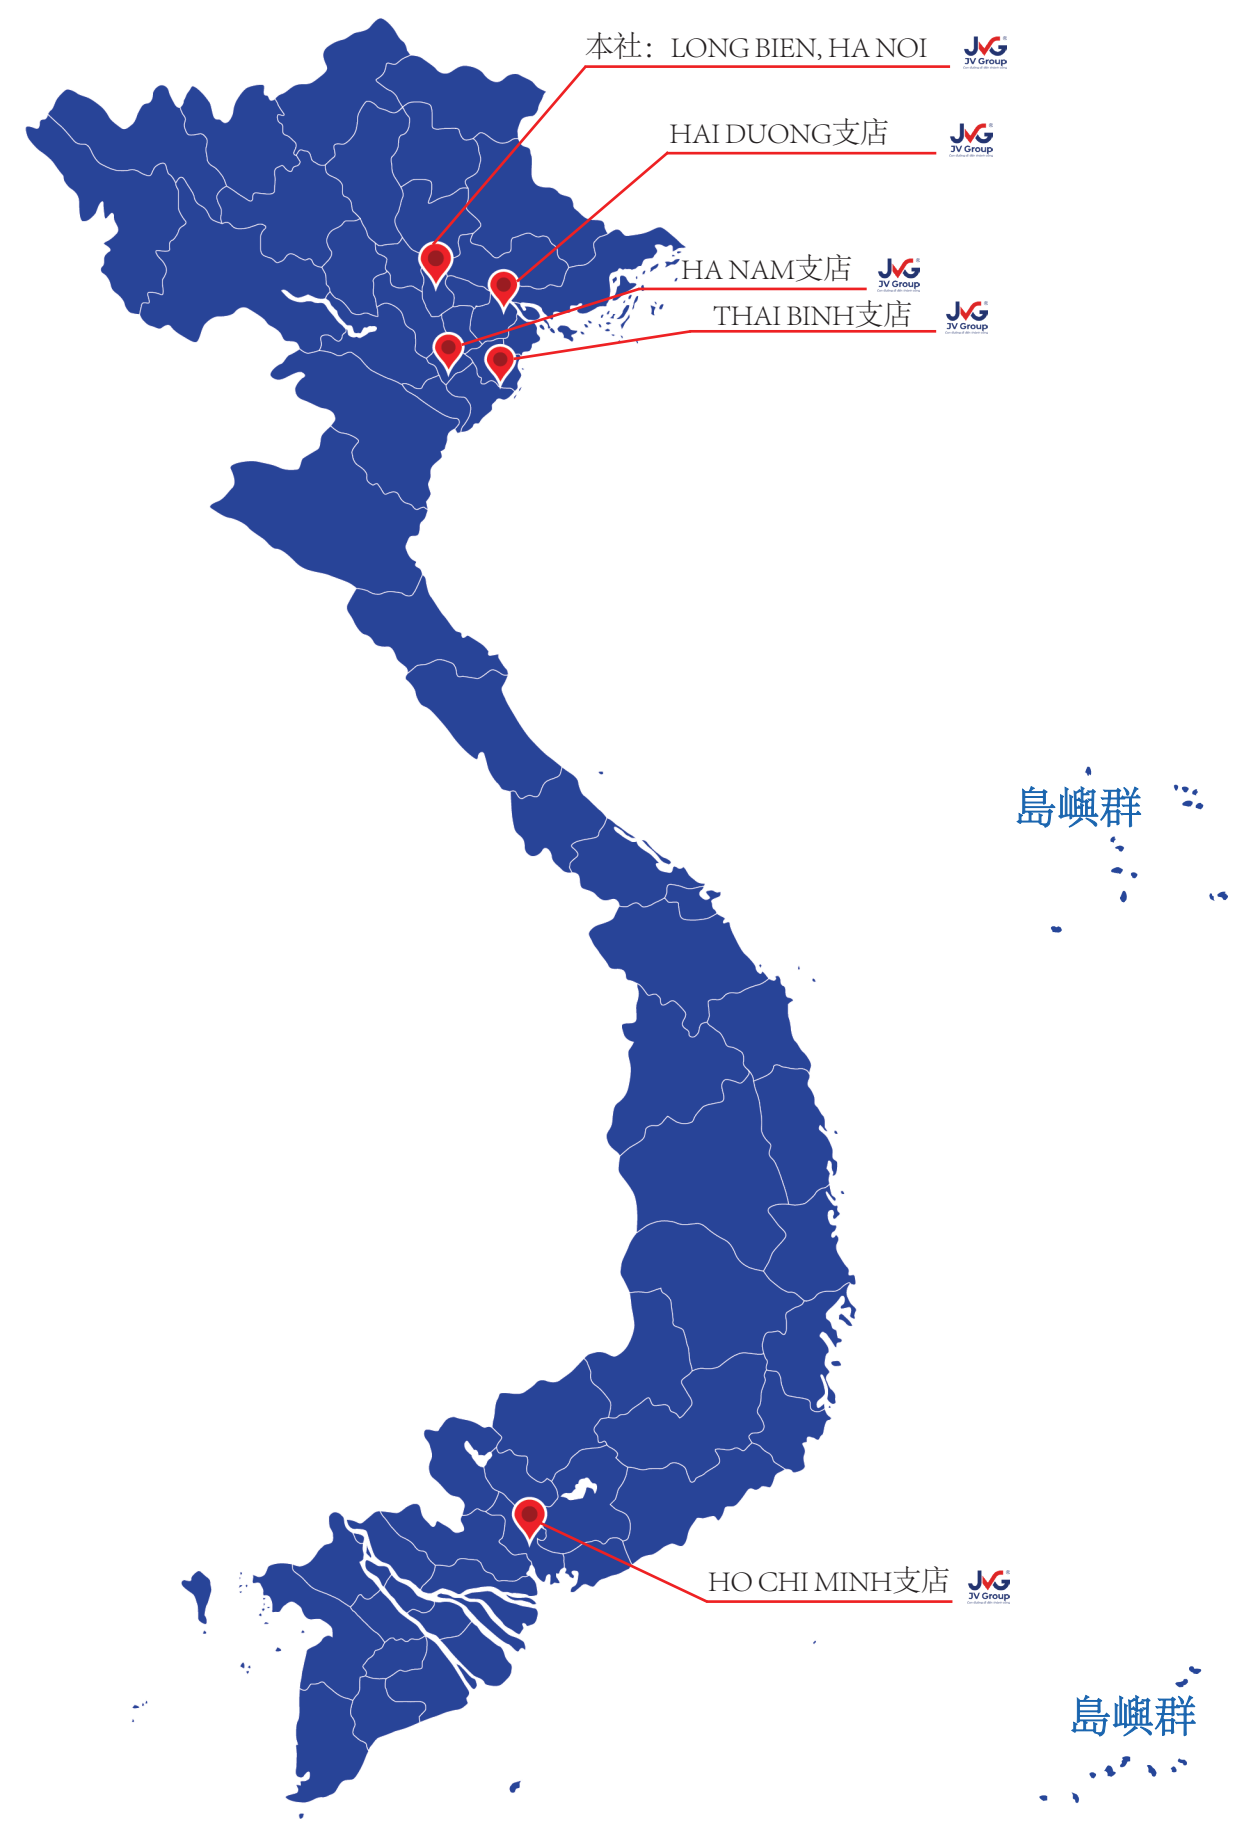 本社：LONG BIEN, HA NOI
JVG
JV Group
HAI DUONG支店
JVG
JV Group
HA NAM支店
JVG
JV Group
THAI BINH支店
JVG
JV Group
島嶼群
HO CHI MINH支店
JVG
JV Group
島嶼群